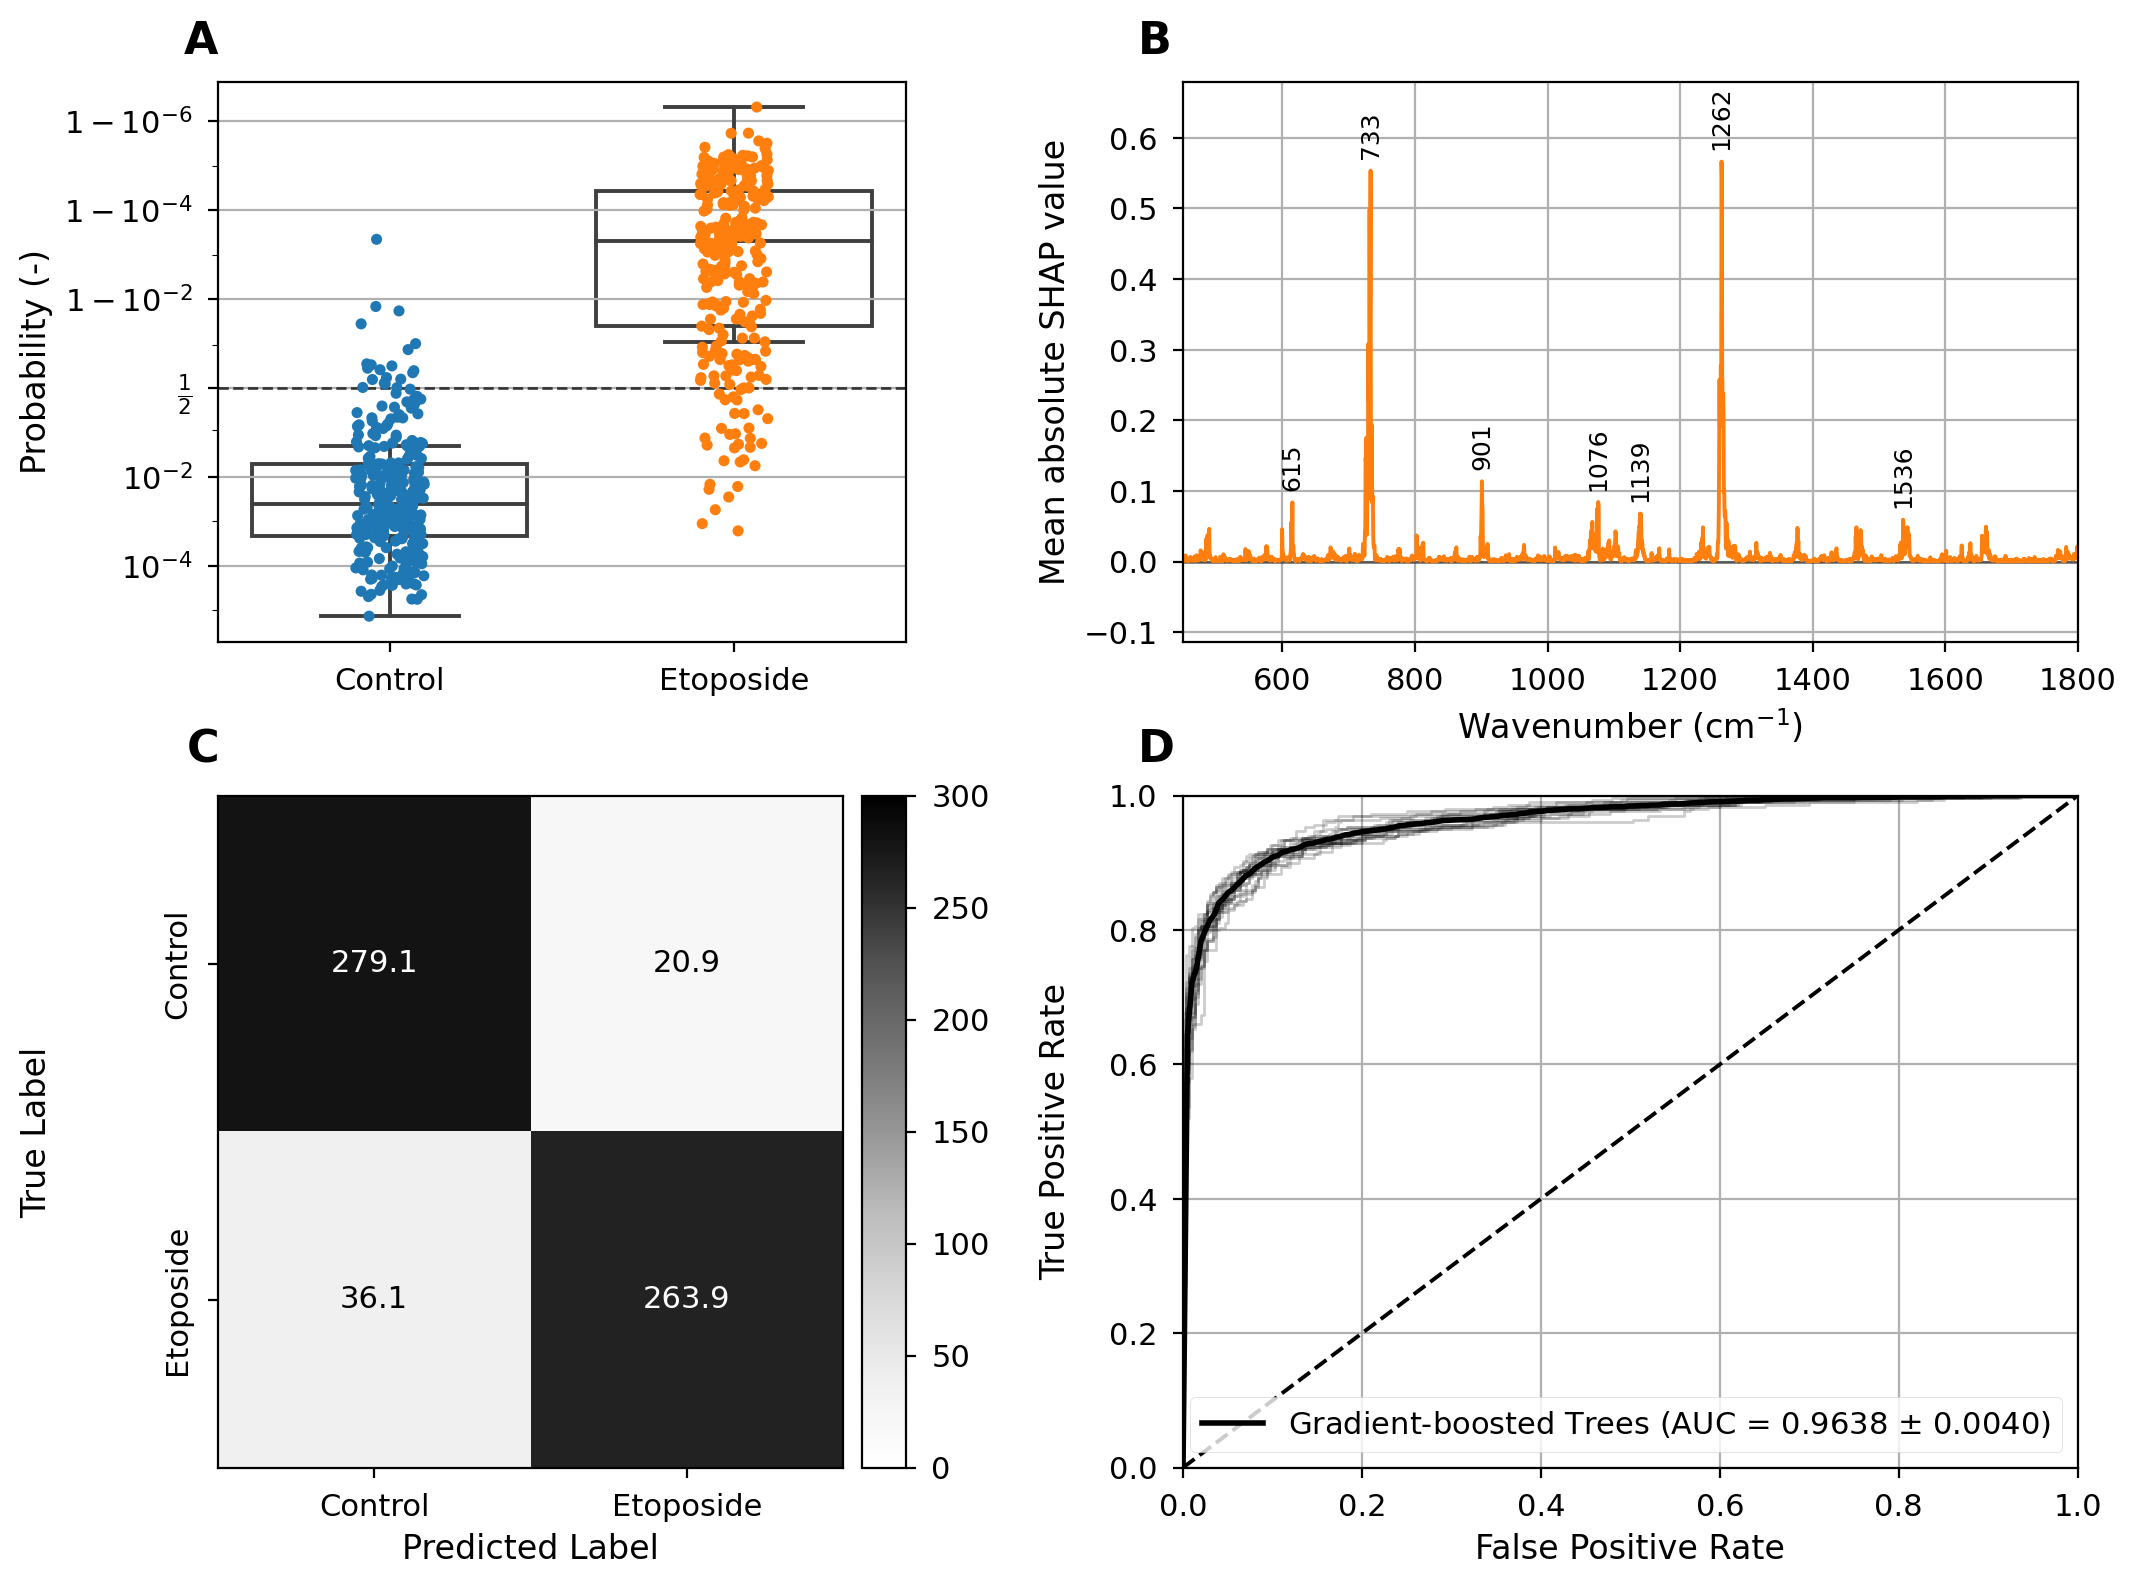 A
Probability (-)
1 − 10⁻⁶
1 − 10⁻⁴
1 − 10⁻²
1/2
10⁻²
10⁻⁴
Control Etoposide
B
Mean absolute SHAP value
0.6
0.5
0.4
0.3
0.2
0.1
0.0
−0.1
615
733
901
1076
1139
1262
1536
600 800 1000 1200 1400 1600 1800
Wavenumber (cm⁻¹)
C
True Label
Control
Etoposide
279.1 20.9
36.1 263.9
Control Etoposide
Predicted Label
300
250
200
150
100
50
0
D
True Positive Rate
1.0
0.8
0.6
0.4
0.2
0.0
Gradient-boosted Trees (AUC = 0.9638 ± 0.0040)
0.0 0.2 0.4 0.6 0.8 1.0
False Positive Rate